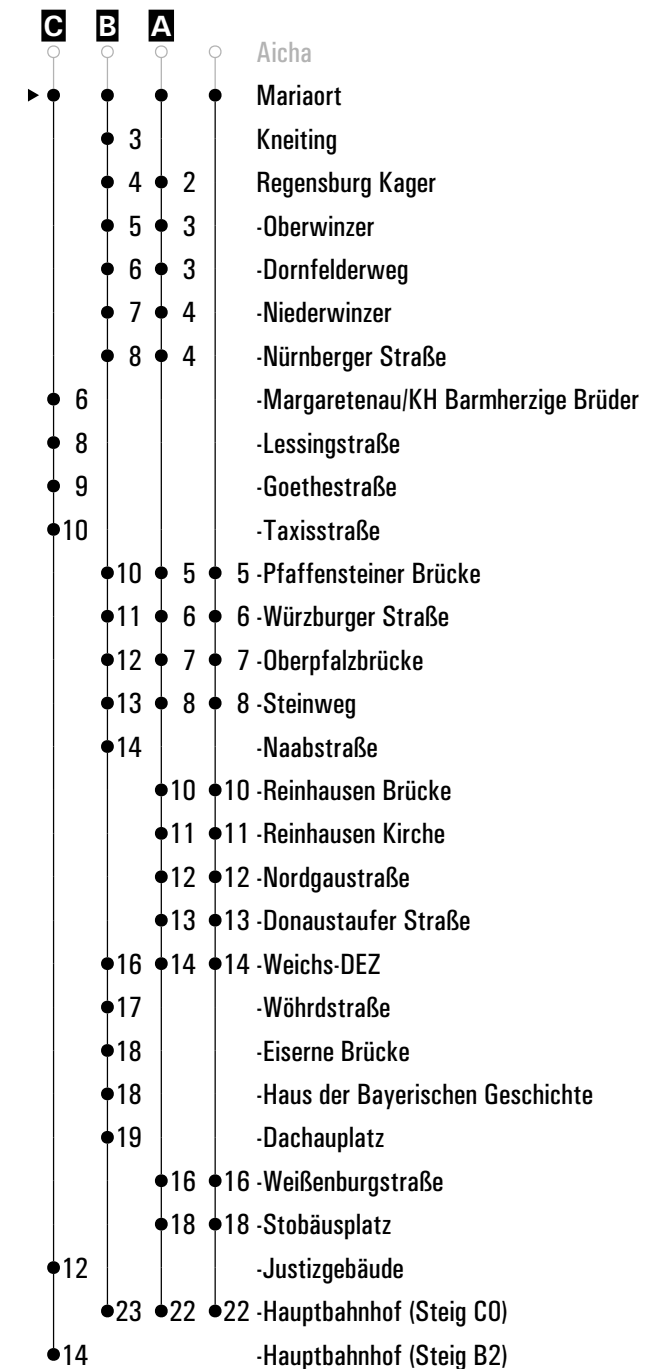 C B A
Aicha
Mariaort
3 Kneiting
4 2 Regensburg Kager
5 3 -Oberwinzer
6 3 -Dornfelderweg
7 4 -Niederwinzer
8 4 -Nürnberger Straße
6 -Margaretenau/KH Barmherzige Brüder
8 -Lessingstraße
9 -Goethestraße
10 -Taxisstraße
10 5 5 -Pfaffensteiner Brücke
11 6 6 -Würzburger Straße
12 7 7 -Oberpfalzbrücke
13 8 8 -Steinweg
14 -Naabstraße
10 10 -Reinhausen Brücke
11 11 -Reinhausen Kirche
12 12 -Nordgaustraße
13 13 -Donaustaufer Straße
16 14 14 -Weichs-DEZ
17 -Wöhrdstraße
18 -Eiserne Brücke
18 -Haus der Bayerischen Geschichte
19 -Dachauplatz
16 16 -Weißenburgstraße
18 18 -Stobäusplatz
12 -Justizgebäude
23 22 22 -Hauptbahnhof (Steig C0)
14 -Hauptbahnhof (Steig B2)